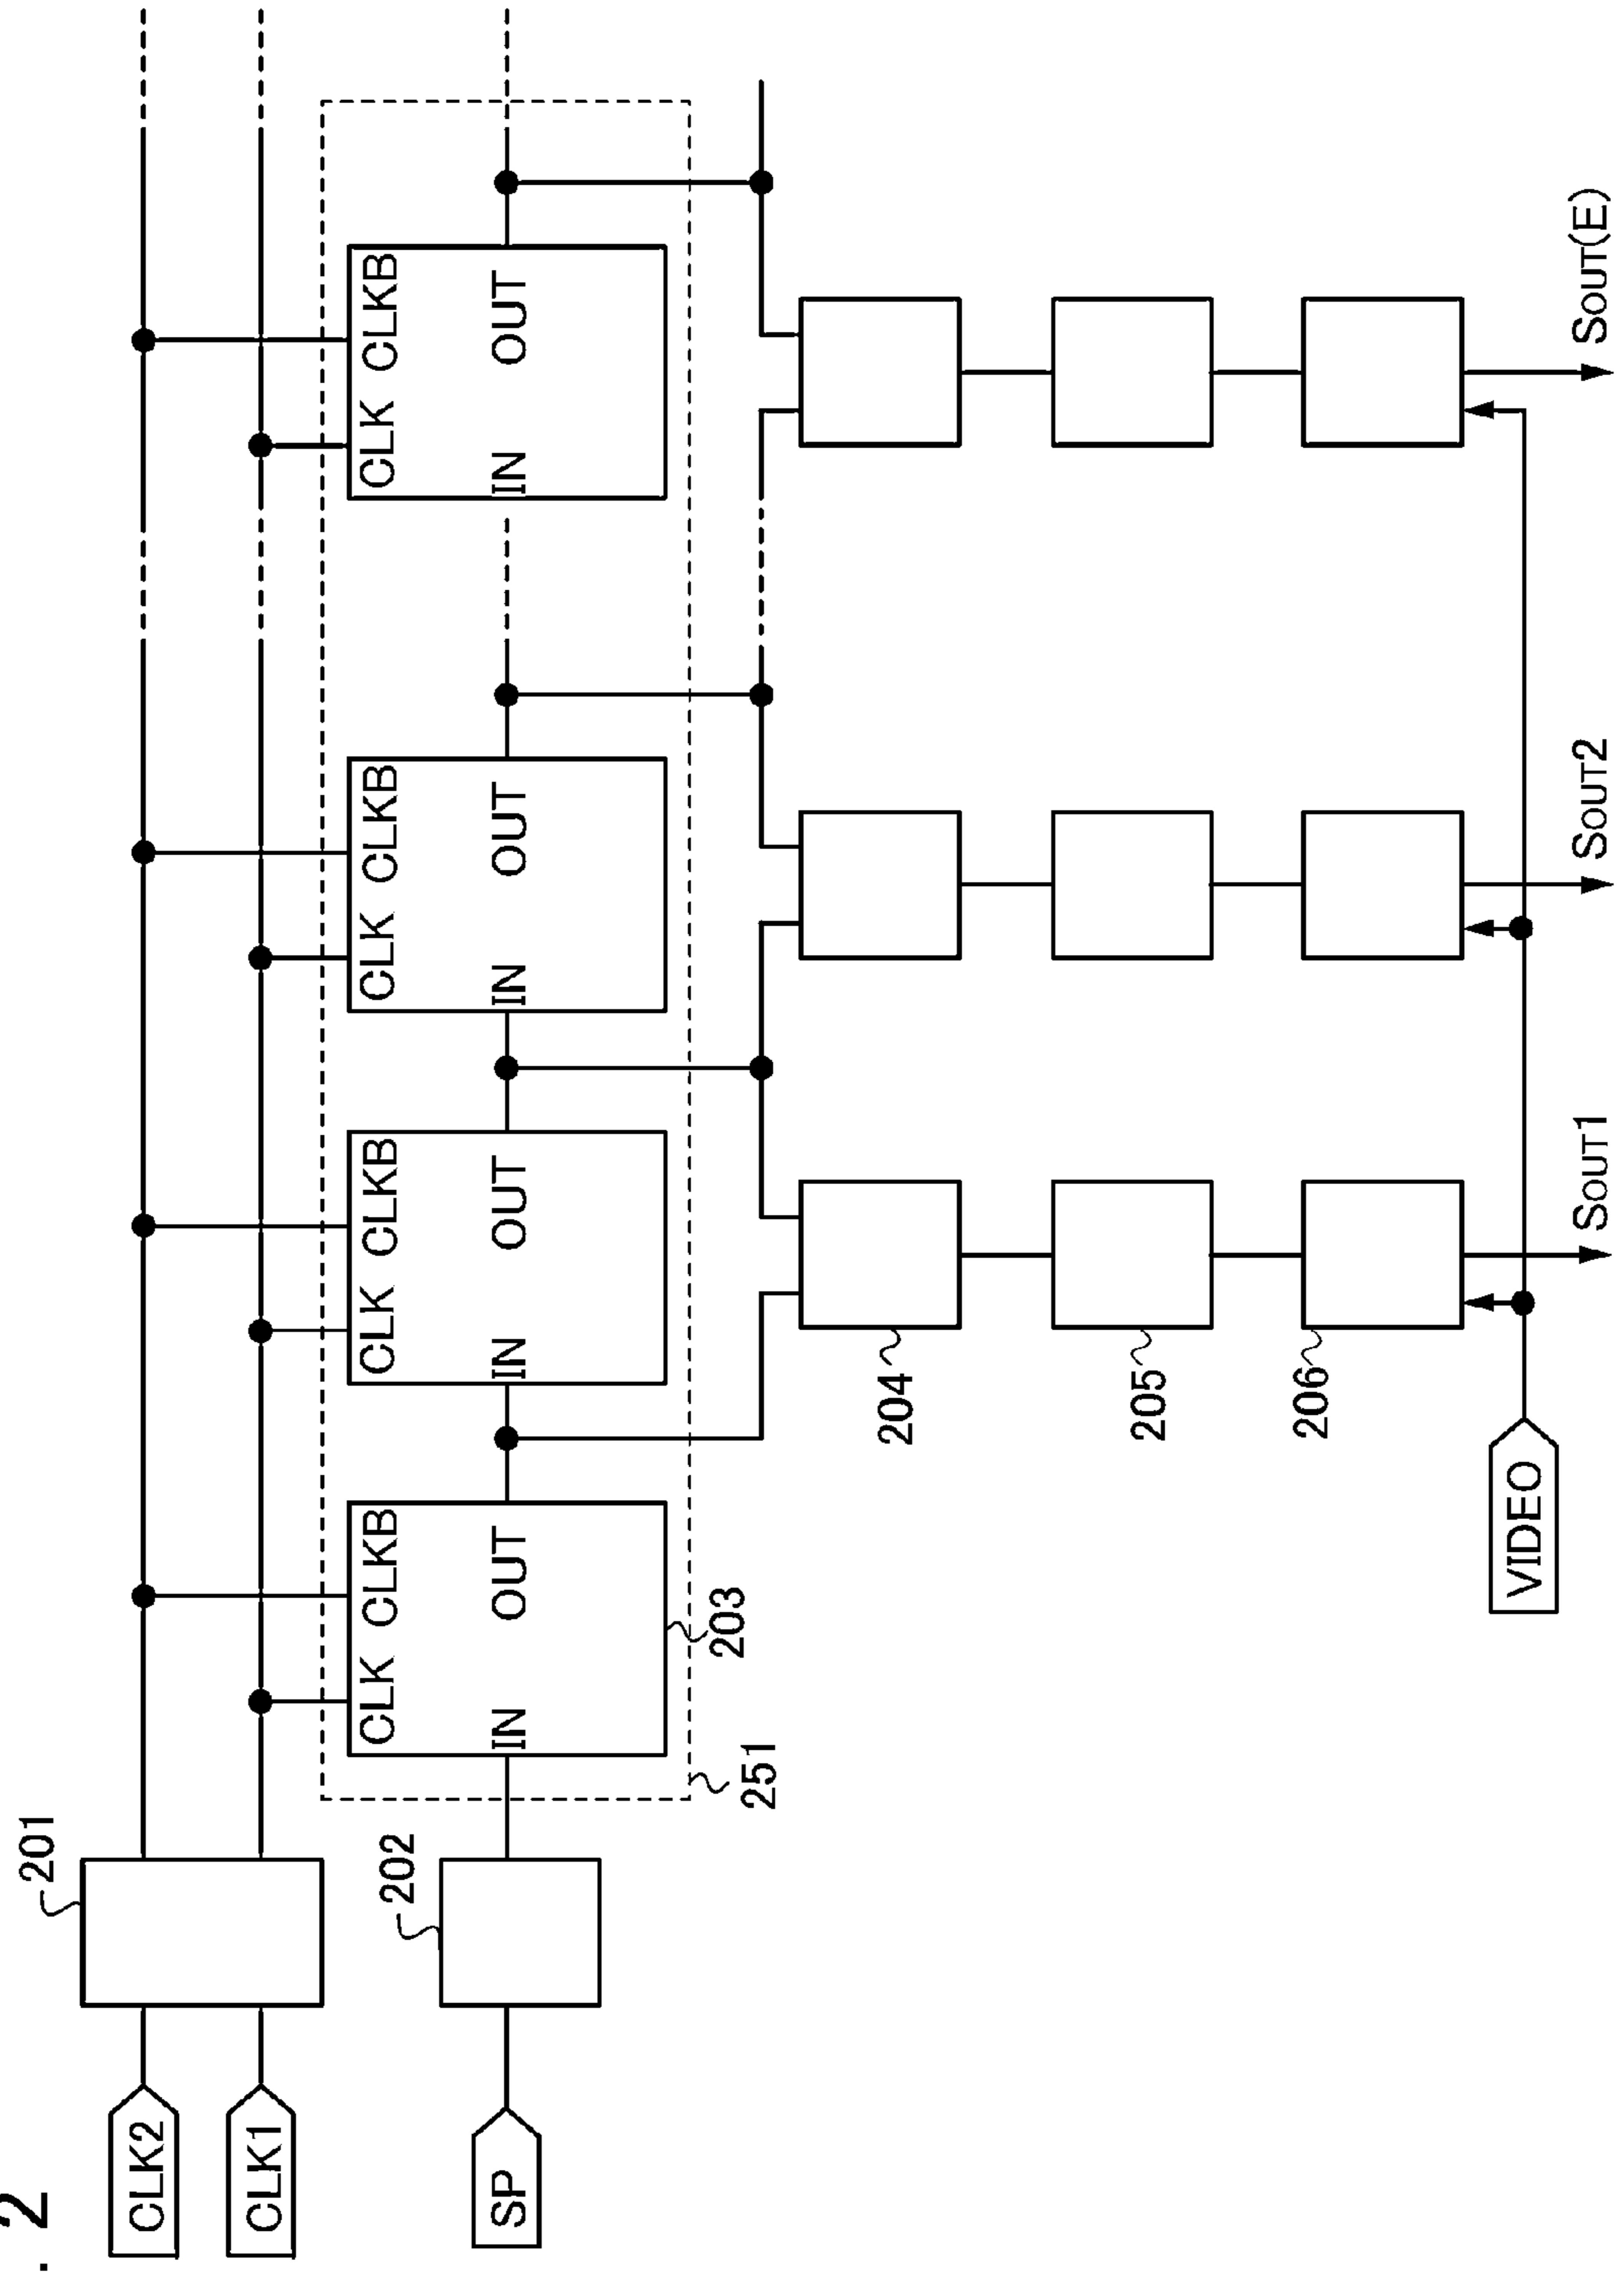 . 2
CLK2
CLK1
SP
201
202
251
CLK CLKB
IN OUT
203
CLK CLKB
IN OUT
CLK CLKB
IN OUT
CLK CLKB
IN OUT
204
205
206
VIDEO
SOUT1
SOUT2
SOUT(E)